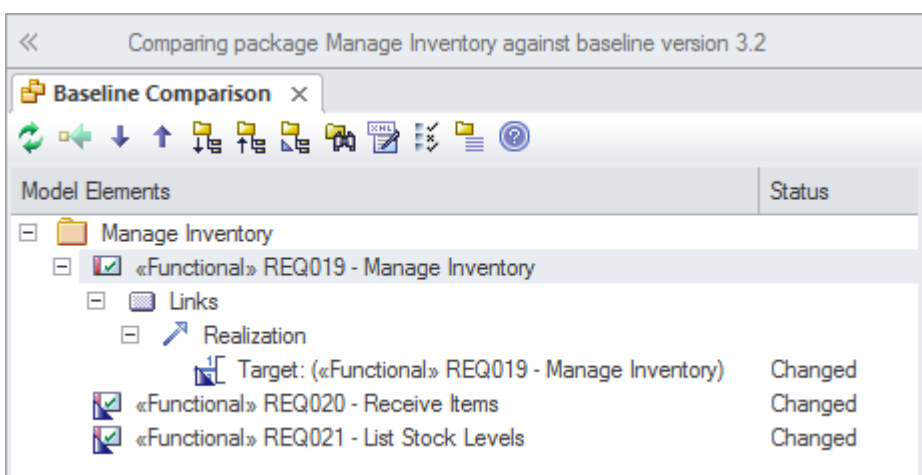 Comparing package Manage Inventory against baseline version 3.2
Baseline Comparison
Model Elements Status
Manage Inventory
«Functional» REQ019 - Manage Inventory
Links
Realization
Target: («Functional» REQ019 - Manage Inventory) Changed
«Functional» REQ020 - Receive Items Changed
«Functional» REQ021 - List Stock Levels Changed